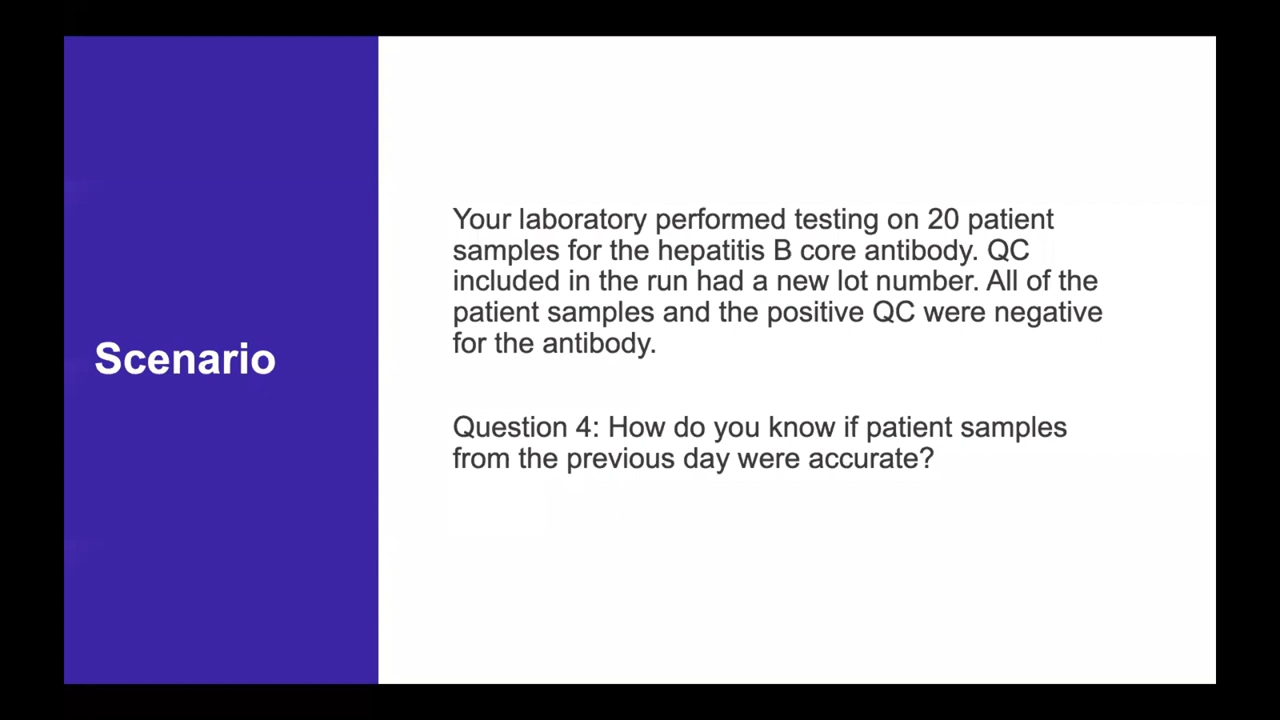 Scenario
Your laboratory performed testing on 20 patient
samples for the hepatitis B core antibody. QC
included in the run had a new lot number. All of the
patient samples and the positive QC were negative
for the antibody.
Question 4: How do you know if patient samples
from the previous day were accurate?